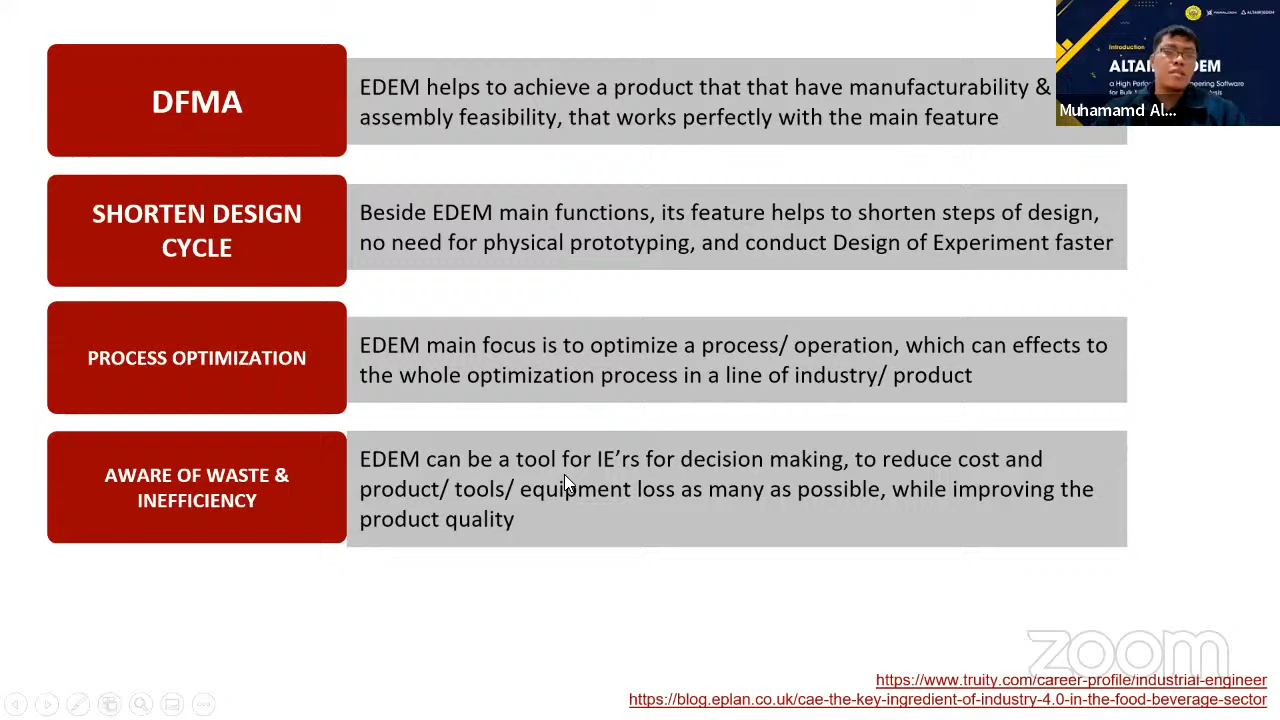 DFMA
EDEM helps to achieve a product that that have manufacturability &
assembly feasibility, that works perfectly with the main feature
SHORTEN DESIGN
CYCLE
Beside EDEM main functions, its feature helps to shorten steps of design,
no need for physical prototyping, and conduct Design of Experiment faster
PROCESS OPTIMIZATION
EDEM main focus is to optimize a process/ operation, which can effects to
the whole optimization process in a line of industry/ product
AWARE OF WASTE &
INEFFICIENCY
EDEM can be a tool for IE’rs for decision making, to reduce cost and
product/ tools/ equipment loss as many as possible, while improving the
product quality
Introduction
Muhamamd Al...
zoom
https://www.truity.com/career-profile/industrial-engineer
https://blog.eplan.co.uk/cae-the-key-ingredient-of-industry-4.0-in-the-food-beverage-sector